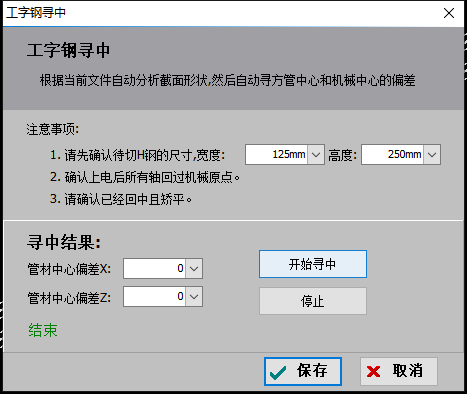 工字钢寻中
工字钢寻中
根据当前文件自动分析截面形状,然后自动寻方管中心和机械中心的偏差
注意事项:
1. 请先确认待切H钢的尺寸,宽度: 125mm 高度: 250mm
2. 确认上电后所有轴回过机械原点。
3. 请确认已经回中且矫平。
寻中结果:
管材中心偏差X: 0 开始寻中
管材中心偏差Z: 0 停止
结束
保存 取消